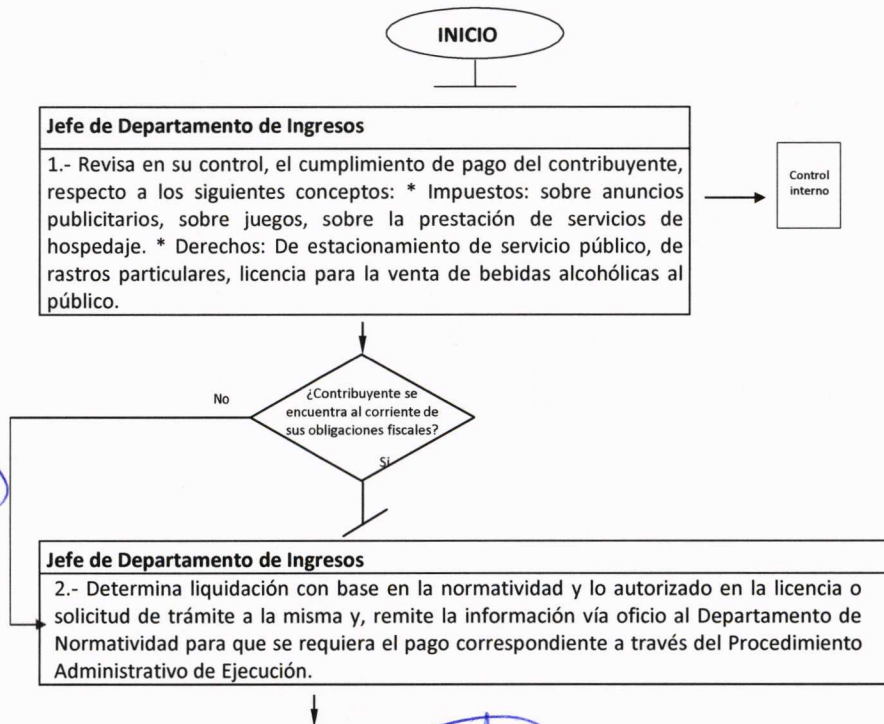 INICIO
Jefe de Departamento de Ingresos
1.- Revisa en su control, el cumplimiento de pago del contribuyente,
respecto a los siguientes conceptos: * Impuestos: sobre anuncios
publicitarios, sobre juegos, sobre la prestación de servicios de
hospedaje. * Derechos: De estacionamiento de servicio público, de
rastros particulares, licencia para la venta de bebidas alcohólicas al
público.
Control
interno
No
¿Contribuyente se
encuentra al corriente de
sus obligaciones fiscales?
Si
Jefe de Departamento de Ingresos
2.- Determina liquidación con base en la normatividad y lo autorizado en la licencia o
solicitud de trámite a la misma y, remite la información vía oficio al Departamento de
Normatividad para que se requiera el pago correspondiente a través del Procedimiento
Administrativo de Ejecución.